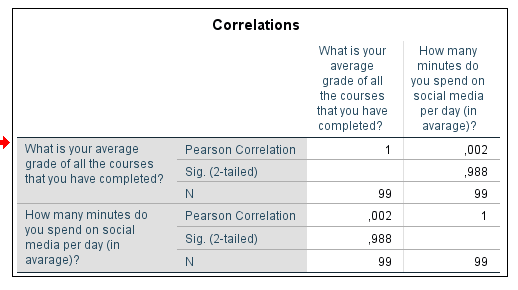 Correlations
What is your
average
grade of all
the courses
that you have
completed?
How many
minutes do
you spend on
social media
per day (in
avarage)?
What is your average
grade of all the courses
that you have completed?
Pearson Correlation 1 ,002
Sig. (2-tailed) ,988
N 99 99
How many minutes do
you spend on social
media per day (in
avarage)?
Pearson Correlation ,002 1
Sig. (2-tailed) ,988
N 99 99